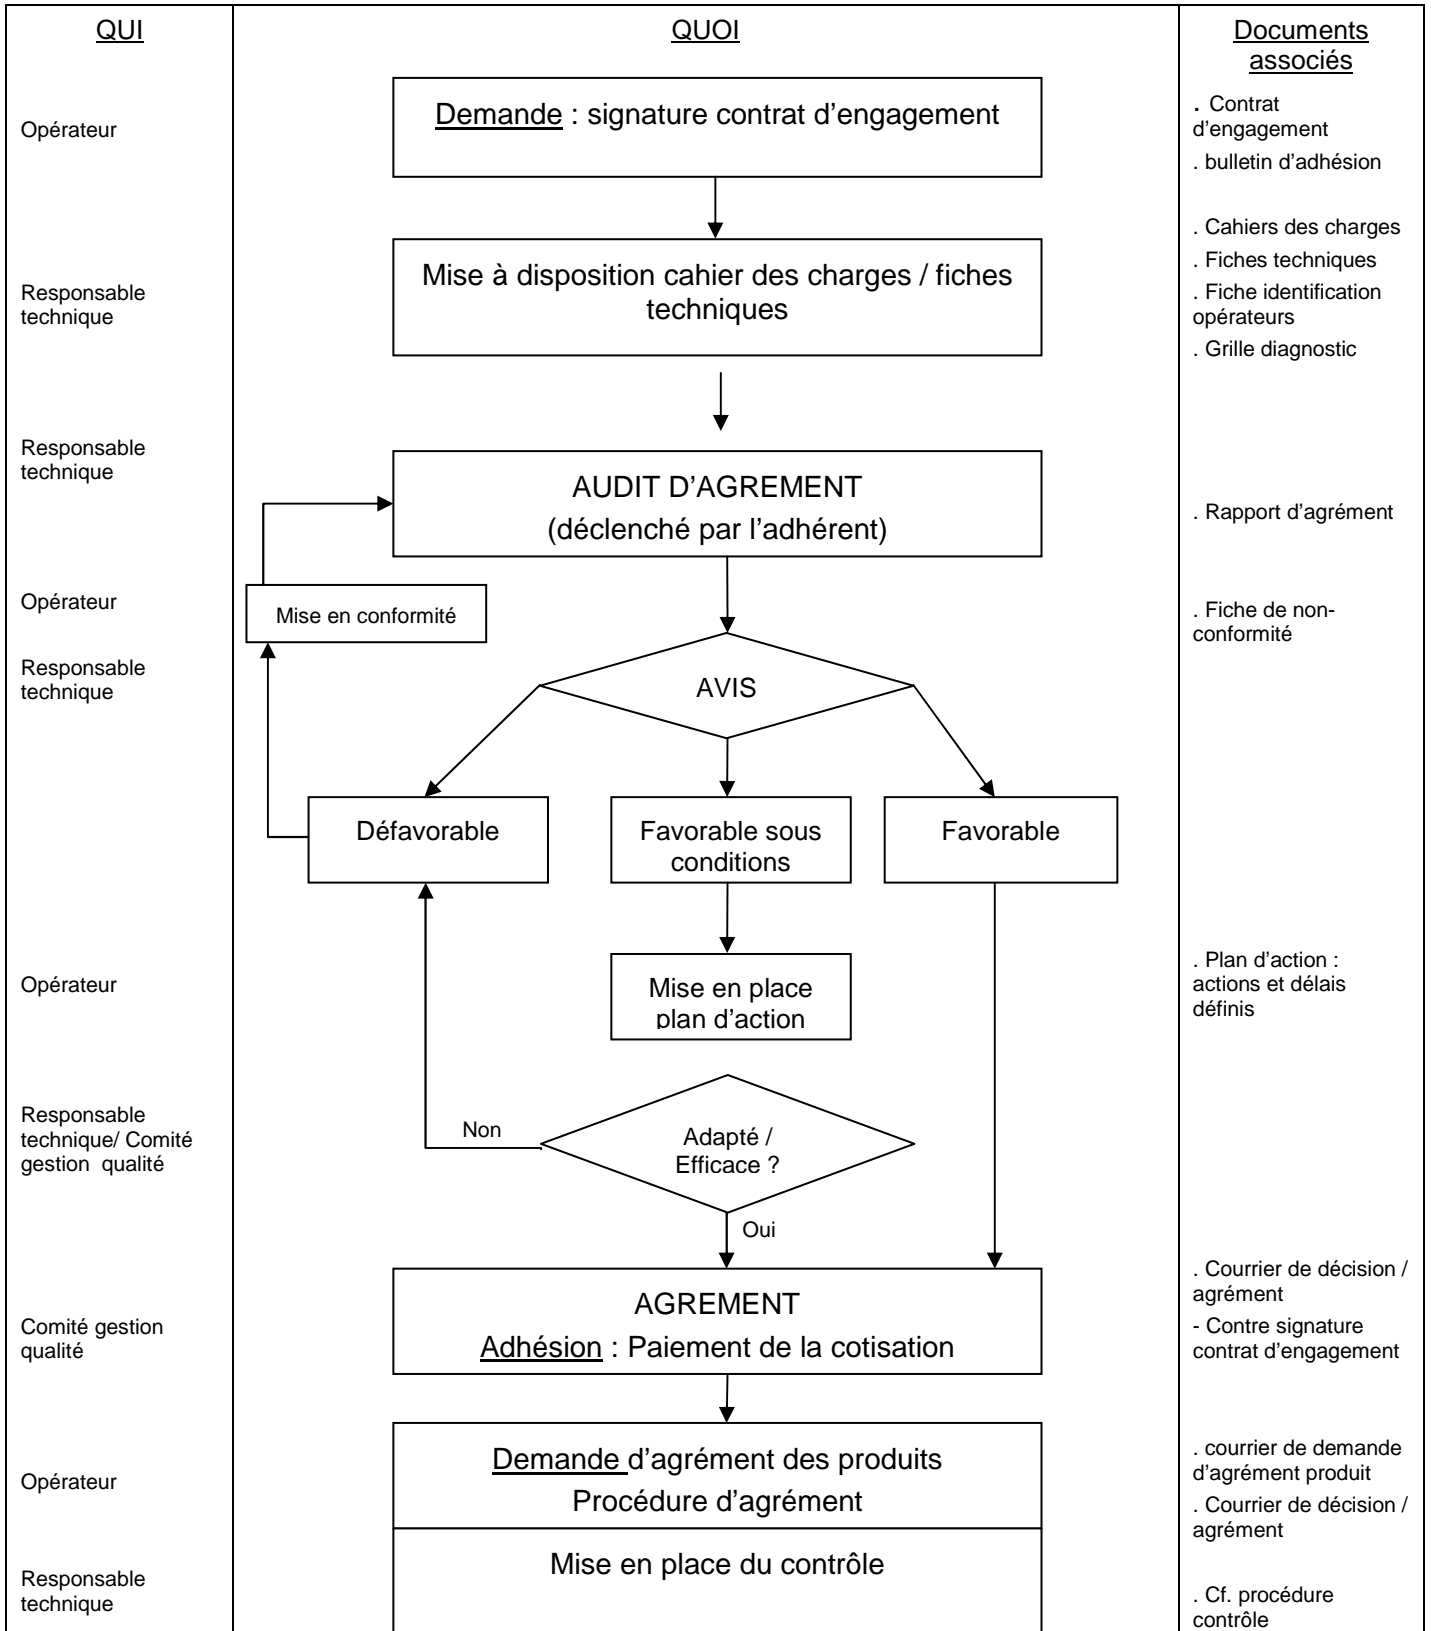 QUI
QUOI
Documents
associés
Opérateur
Demande : signature contrat d'engagement
. Contrat
d'engagement
. bulletin d'adhésion
Responsable
technique
Mise à disposition cahier des charges / fiches
techniques
. Cahiers des charges
. Fiches techniques
. Fiche identification
opérateurs
. Grille diagnostic
Responsable
technique
AUDIT D'AGREMENT
(déclenché par l'adhérent)
. Rapport d'agrément
Opérateur
Mise en conformité
. Fiche de non-
conformité
Responsable
technique
AVIS
Défavorable
Favorable sous
conditions
Favorable
Opérateur
Mise en place
plan d'action
. Plan d'action :
actions et délais
définis
Responsable
technique/ Comité
gestion qualité
Non
Adapté /
Efficace ?
Oui
Comité gestion
qualité
AGREMENT
Adhésion : Paiement de la cotisation
. Courrier de décision /
agrément
- Contre signature
contrat d'engagement
Opérateur
Demande d'agrément des produits
Procédure d'agrément
. courrier de demande
d'agrément produit
. Courrier de décision /
agrément
Responsable
technique
Mise en place du contrôle
. Cf. procédure
contrôle